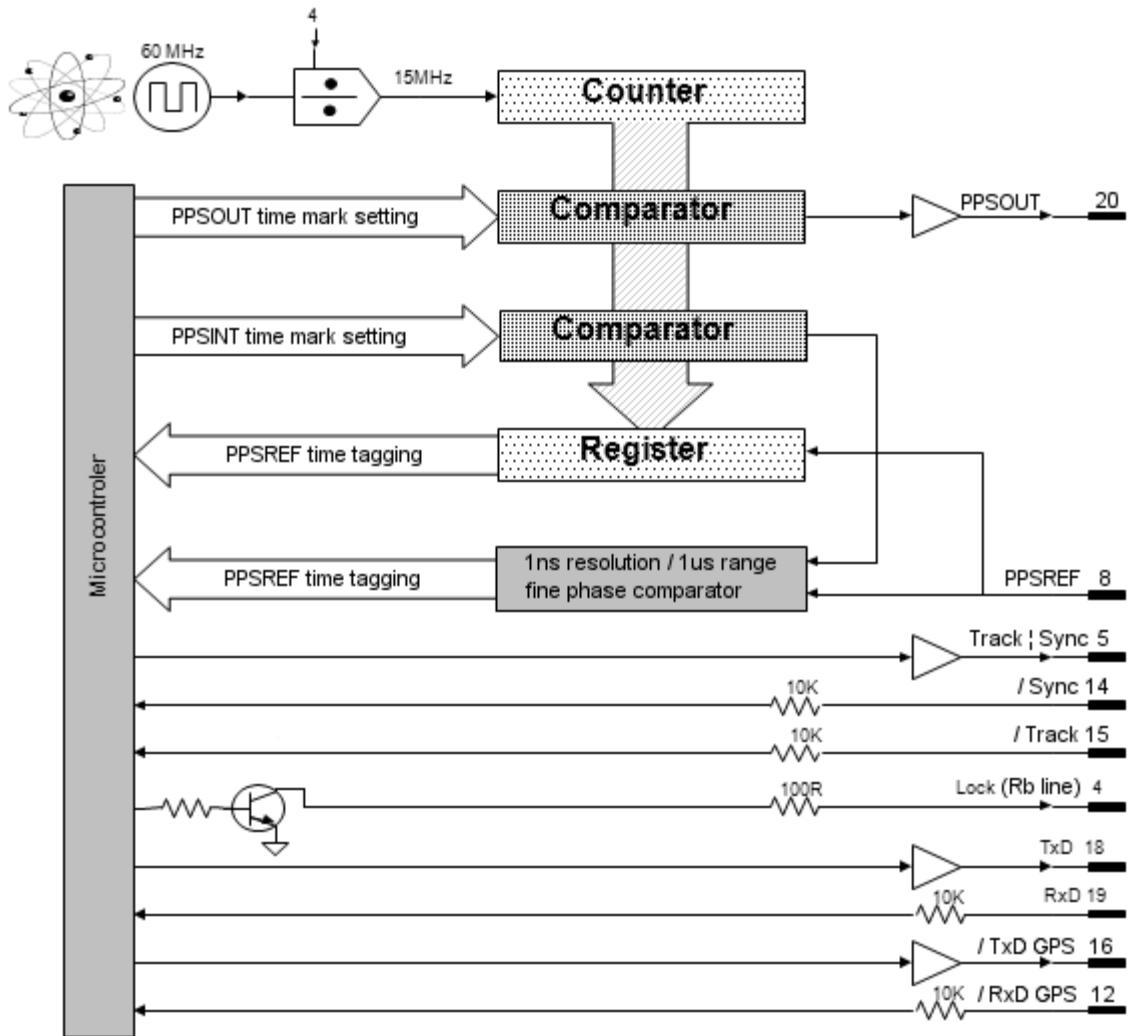 4
60 MHz
15MHz
Counter
PPSOUT time mark setting
Comparator
PPSOUT 20
PPSINT time mark setting
Comparator
PPSREF time tagging
Register
Microcontroler
PPSREF time tagging
1ns resolution / 1us range
fine phase comparator
PPSREF 8
Track ¦ Sync 5
10K
/ Sync 14
10K
/ Track 15
100R
Lock (Rb line) 4
TxD 18
10K
RxD 19
/ TxD GPS 16
10K
/ RxD GPS 12